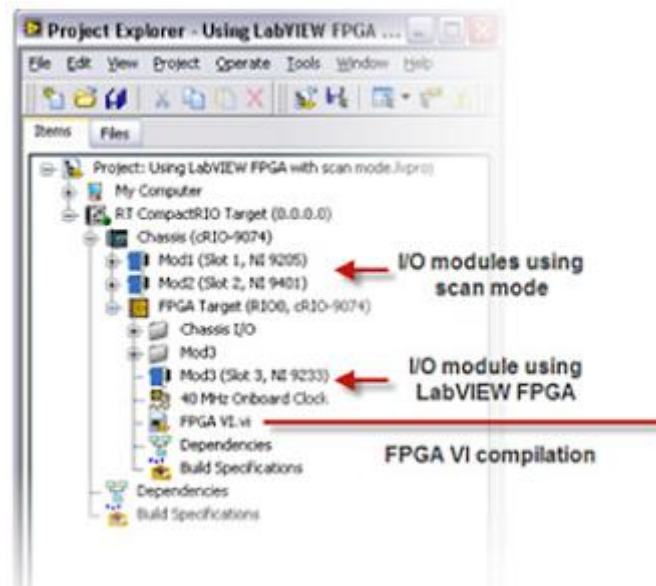 Project Explorer - Using LabVIEW FPGA ...
File Edit View Project Operate Tools Window Help
Items Files
Project: Using LabVIEW FPGA with scan mode.lvproj
My Computer
RT CompactRIO Target (0.0.0.0)
Chassis (cRIO-9074)
Mod1 (Slot 1, NI 9205)
Mod2 (Slot 2, NI 9401)
I/O modules using
scan mode
FPGA Target (RIO0, cRIO-9074)
Chassis I/O
Mod3
Mod3 (Slot 3, NI 9233)
I/O module using
LabVIEW FPGA
40 MHz Onboard Clock
FPGA VI.vi
FPGA VI compilation
Dependencies
Build Specifications
Dependencies
Build Specifications